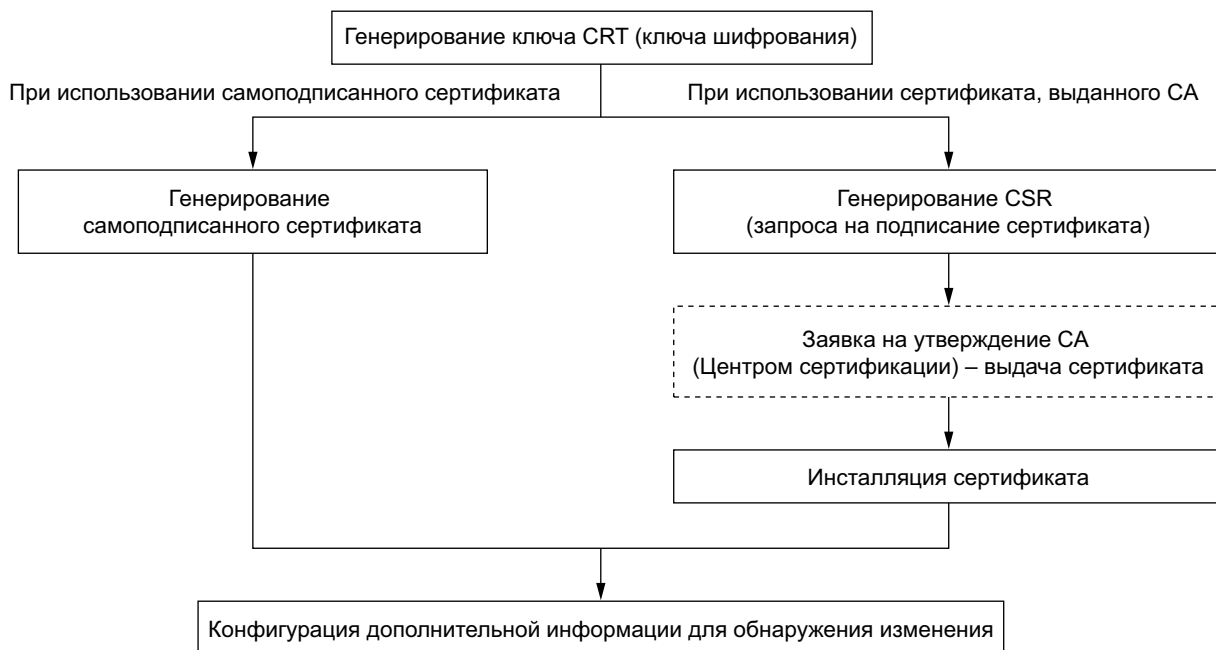 Генерирование ключа CRT (ключа шифрования)
При использовании самоподписанного сертификата
При использовании сертификата, выданного CA
Генерирование
самоподписанного сертификата
Генерирование CSR
(запроса на подписание сертификата)
Заявка на утверждение CA
(Центром сертификации) – выдача сертификата
Инсталляция сертификата
Конфигурация дополнительной информации для обнаружения изменения